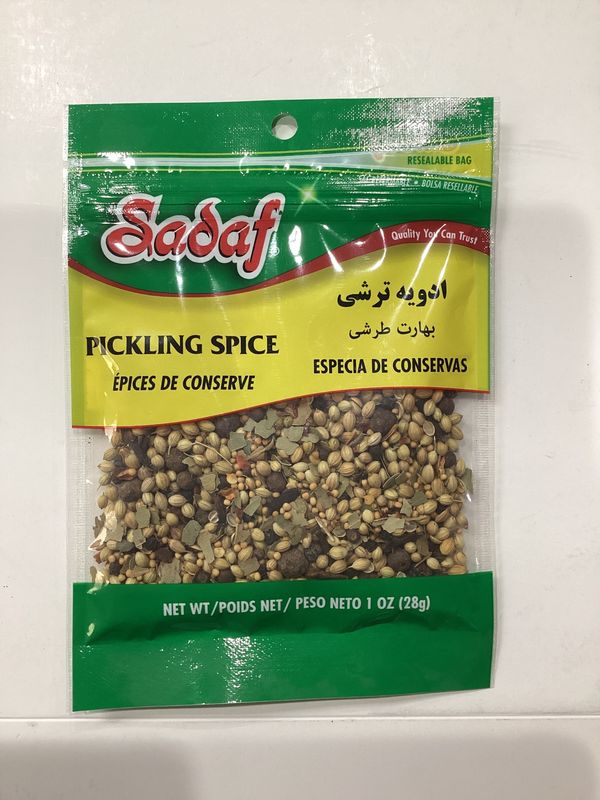 RESEALABLE BAG
• BOLSA RESELLABLE
Sadaf
Quality You Can Trust
ادویه ترشی
بهارت طرشی
PICKLING SPICE
ÉPICES DE CONSERVE
ESPECIA DE CONSERVAS
NET WT/POIDS NET/ PESO NETO 1 OZ (28g)